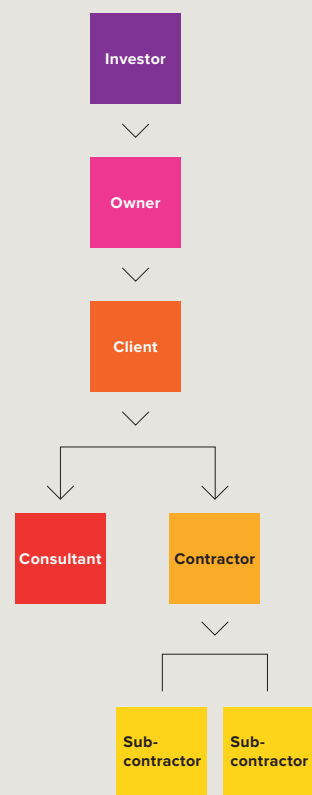 Investor
Owner
Client
Consultant
Contractor
Sub-
contractor
Sub-
contractor